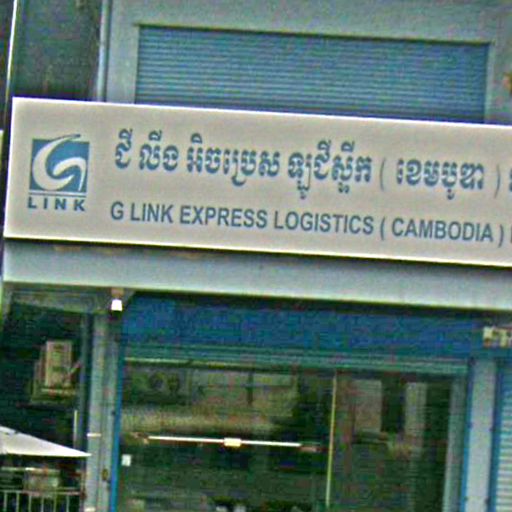 ជី លីង អិចប្រេស ឡូជីស្ទីក ( ខេមបូឌា )
G LINK EXPRESS LOGISTICS ( CAMBODIA )
G
LINK